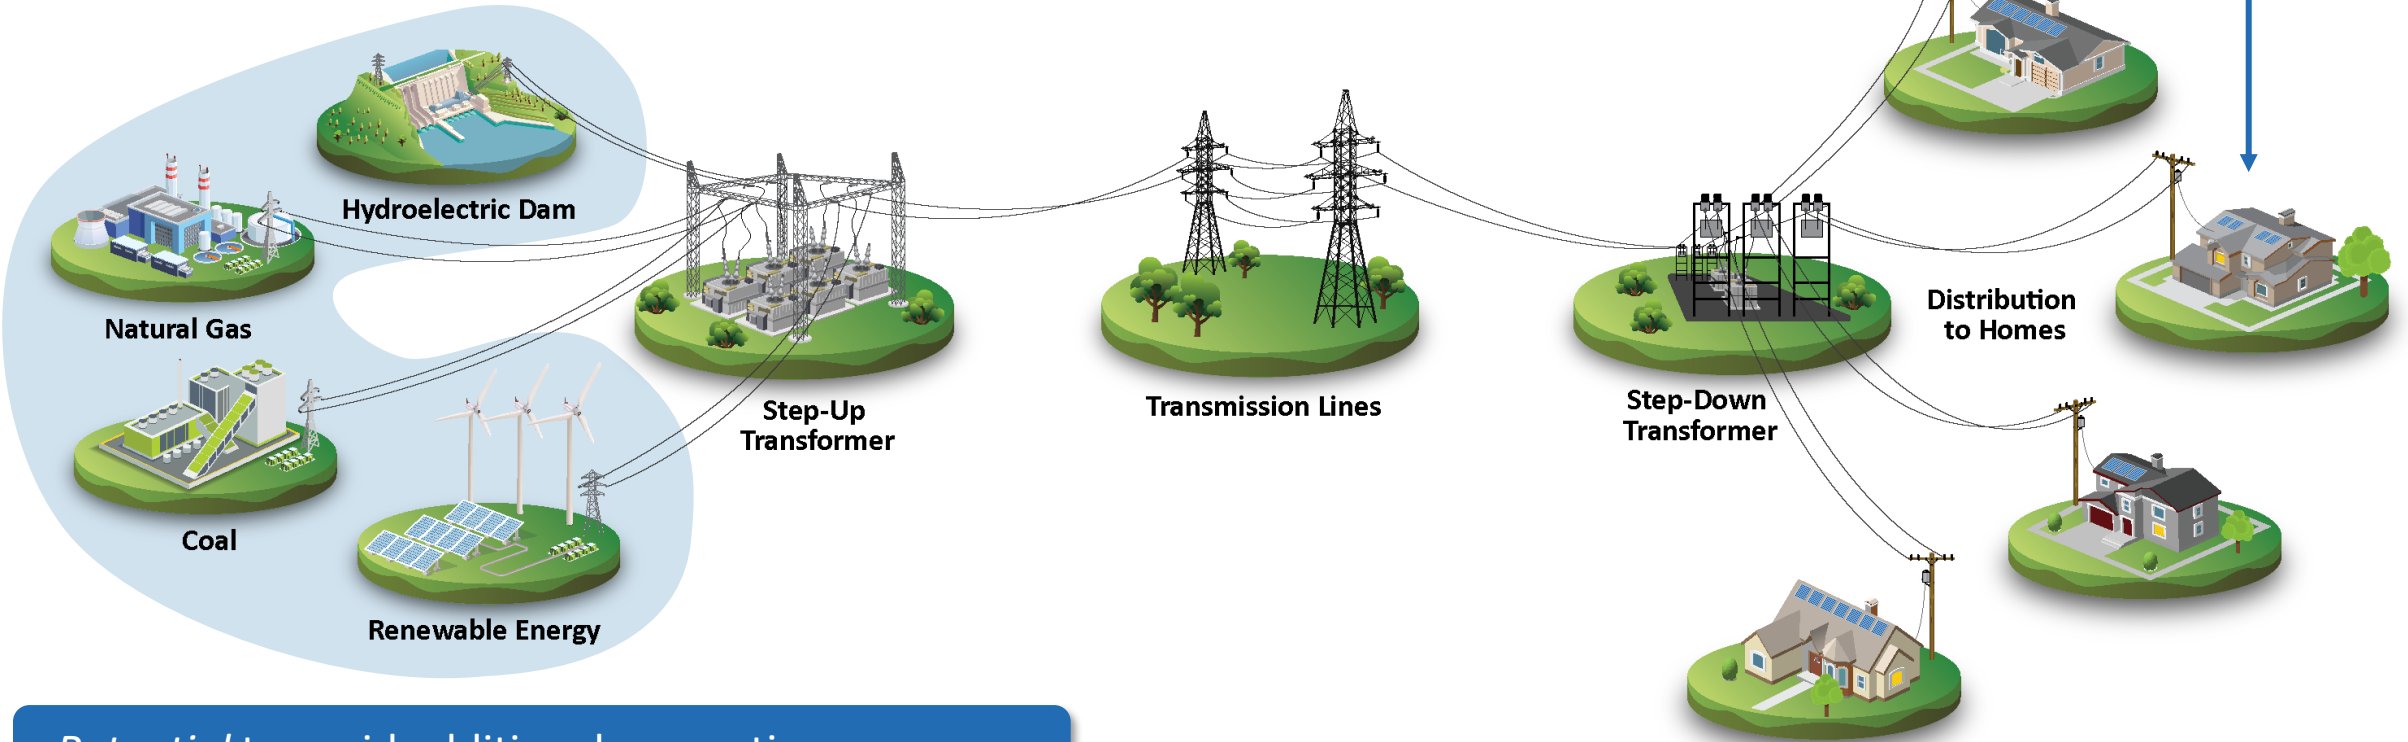 Hydroelectric Dam
Natural Gas
Coal
Renewable Energy
Step-Up
Transformer
Transmission Lines
Step-Down
Transformer
Distribution
to Homes